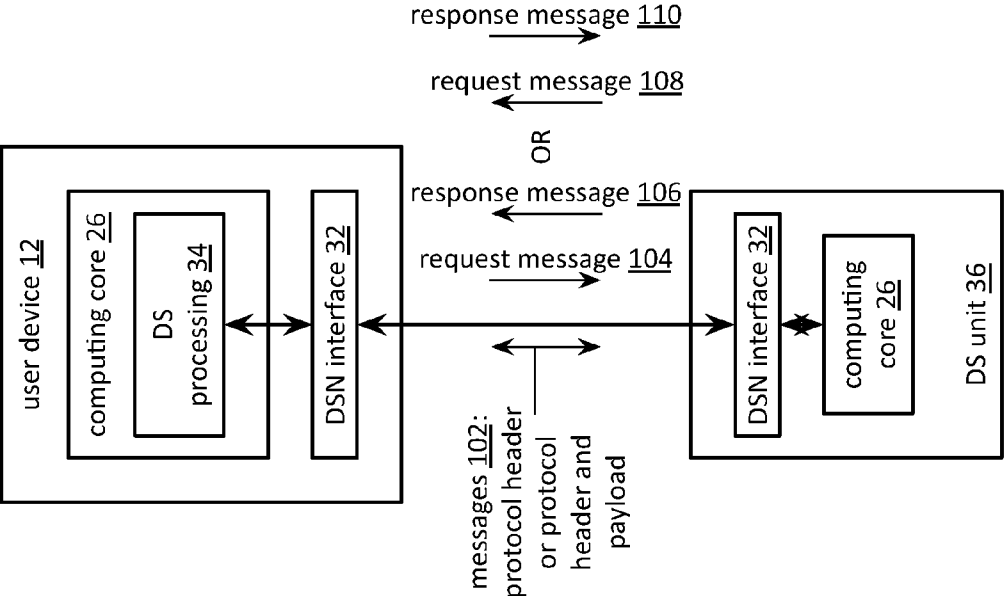 response message 110
request message 108
OR
response message 106
request message 104
user device 12
computing core 26
DS
processing 34
DSN interface 32
messages 102:
protocol header
or protocol
header and
payload
DSN interface 32
computing
core 26
DS unit 36